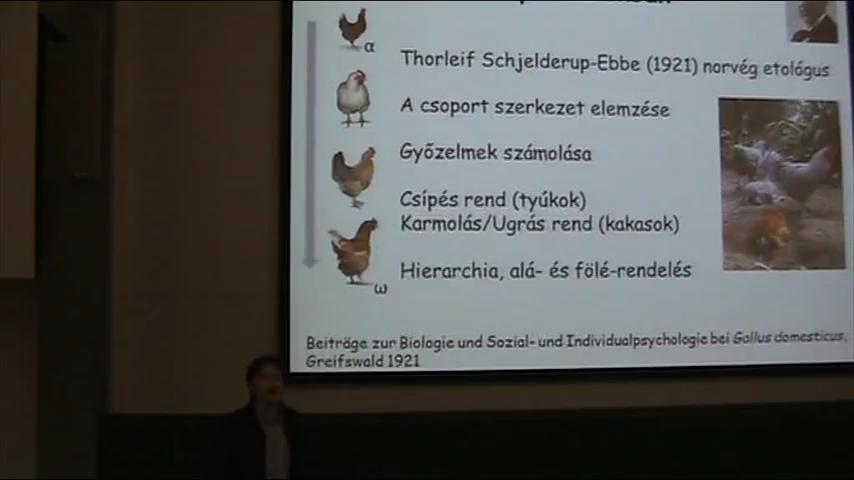 α
Thorleif Schjelderup-Ebbe (1921) norvég etológus
A csoport szerkezet elemzése
Győzelmek számolása
Csípés rend (tyúkok)
Karmolás/Ugrás rend (kakasok)
Hierarchia, alá- és fölé-rendelés
ω
Beiträge zur Biologie und Sozial- und Individualpsychologie bei Gallus domesticus,
Greifswald 1921